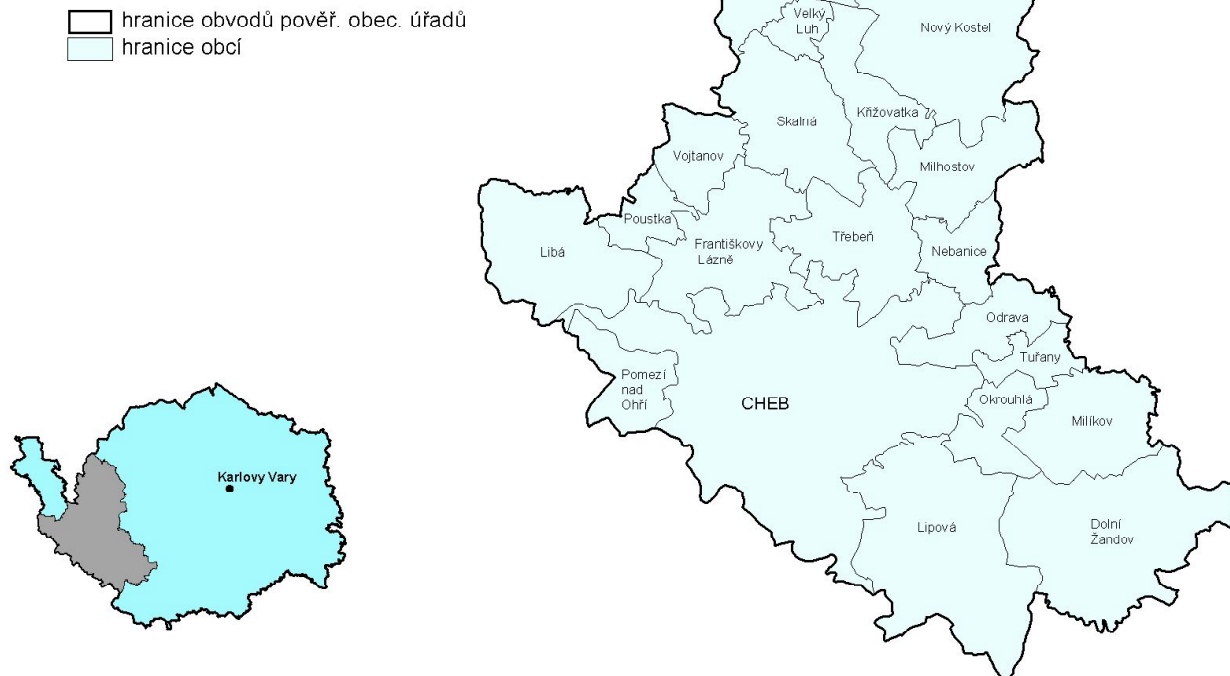 hranice obvodů pověř. obec. úřadů
hranice obcí
Velký
Luh
Nový Kostel
Skalná
Křižovatka
Vojtanov
Milhostov
Poustka
Libá
Františkovy
Lázně
Třebeň
Nebanice
Odrava
Tuřany
Pomezí
nad
Ohří
CHEB
Okrouhlá
Milíkov
Karlovy Vary
Lipová
Dolní
Žandov